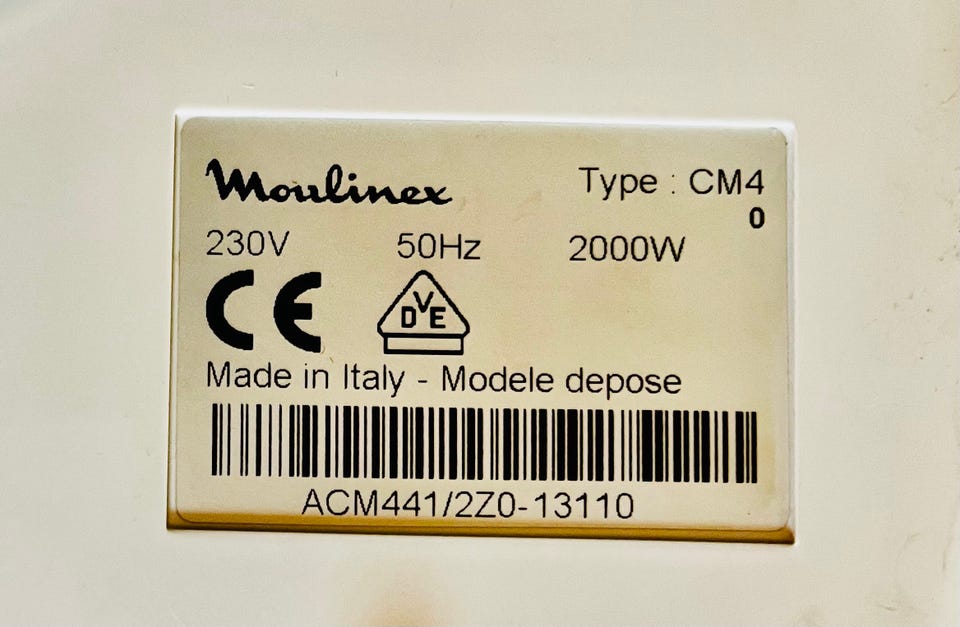 Moulinex Type : CM4
0
230V 50Hz 2000W
CE DVE
Made in Italy - Modele depose
ACM441/2Z0-13110